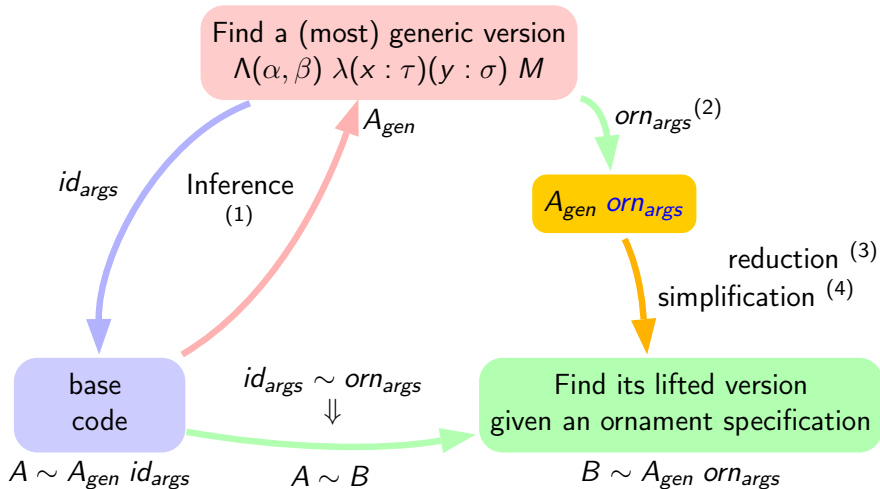 Find a (most) generic version
Λ(α, β) λ(x : τ)(y : σ) M
A_gen
orn_args (2)
id_args
Inference
(1)
A_gen orn_args
reduction (3)
simplification (4)
base
code
id_args ∼ orn_args
⇓
Find its lifted version
given an ornament specification
A ∼ A_gen id_args
A ∼ B
B ∼ A_gen orn_args